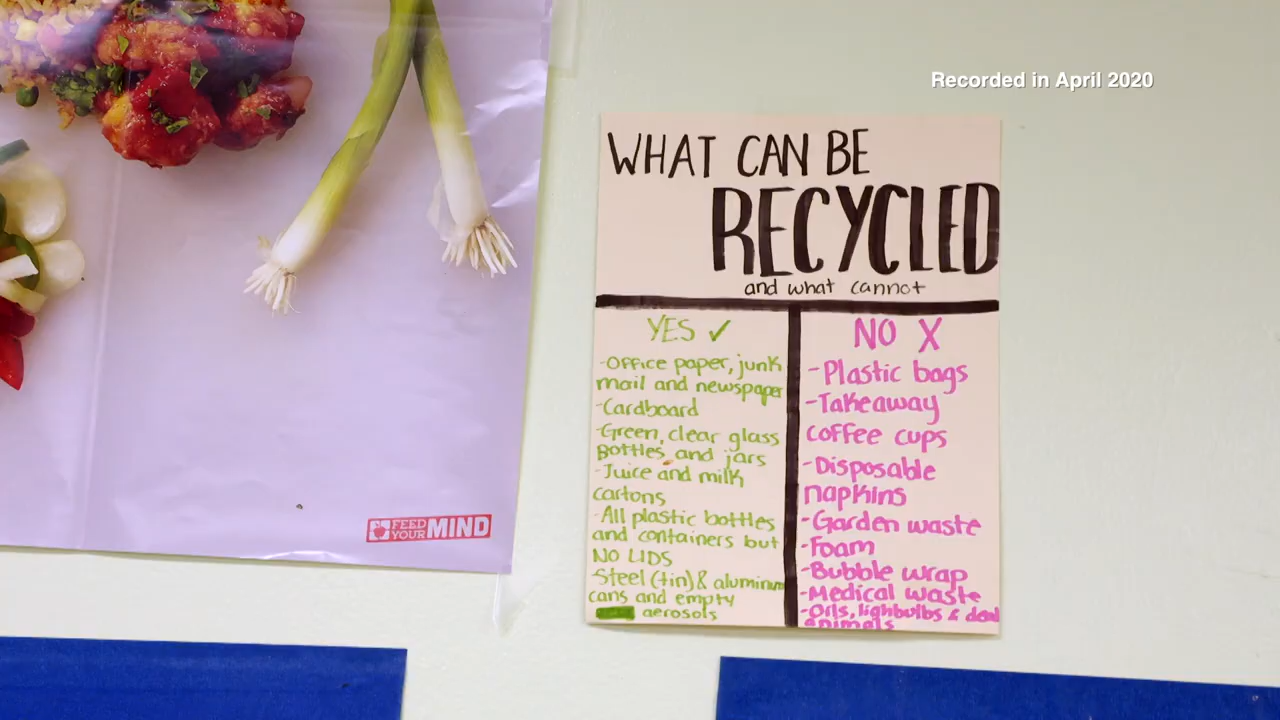 Recorded in April 2020
WHAT CAN BE
RECYCLED
and what cannot
YES ✓
-Office paper, junk
mail and newspaper
-Cardboard
-Green, clear glass
Bottles, and jars
-Juice and milk
cartons
-All plastic bottles
and containers but
NO LIDS
-Steel (tin) & aluminium
cans and empty
aerosols
NO X
-Plastic bags
-Takeaway
coffee cups
-Disposable
napkins
-Garden waste
-Foam
-Bubble wrap
-Medical waste
-Oils, lighbulbs & dead
animals
FEED
YOUR MIND